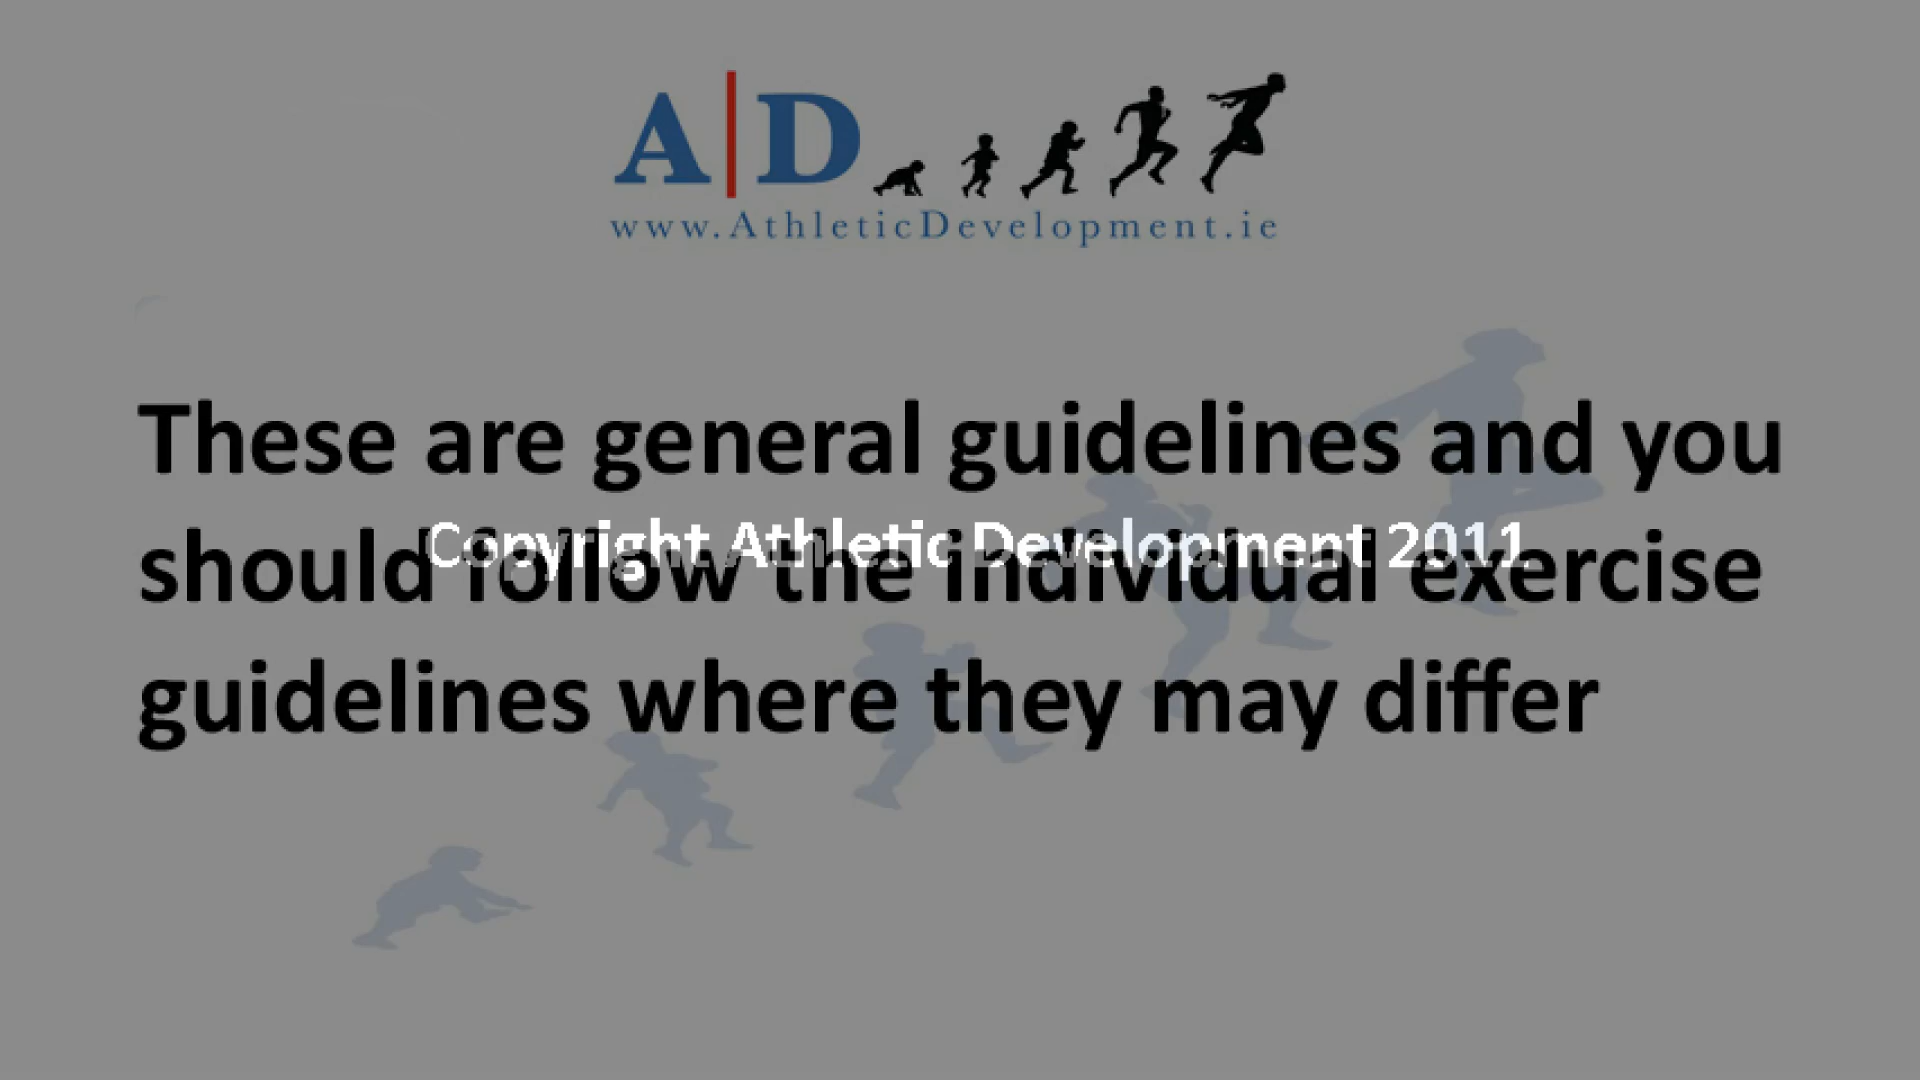 A|D
www.AthleticDevelopment.ie
These are general guidelines and you
Copyright Athletic Development 2011
should follow the individual exercise
guidelines where they may differ